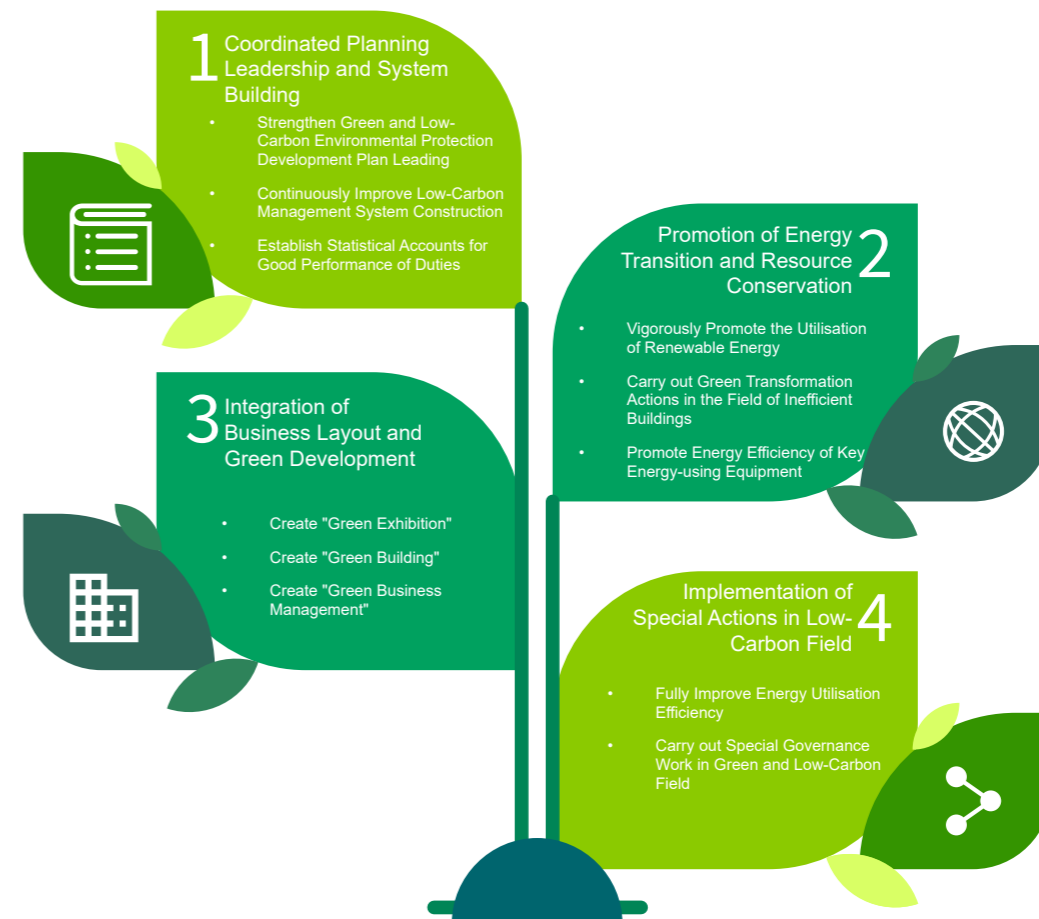 1
Coordinated Planning
Leadership and System
Building
• Strengthen Green and Low-
Carbon Environmental Protection
Development Plan Leading
• Continuously Improve Low-Carbon
Management System Construction
• Establish Statistical Accounts for
Good Performance of Duties
2
Promotion of Energy
Transition and Resource
Conservation
• Vigorously Promote the Utilisation
of Renewable Energy
• Carry out Green Transformation
Actions in the Field of Inefficient
Buildings
• Promote Energy Efficiency of Key
Energy-using Equipment
3
Integration of
Business Layout and
Green Development
• Create "Green Exhibition"
• Create "Green Building"
• Create "Green Business
Management"
4
Implementation of
Special Actions in Low-
Carbon Field
• Fully Improve Energy Utilisation
Efficiency
• Carry out Special Governance
Work in Green and Low-Carbon
Field